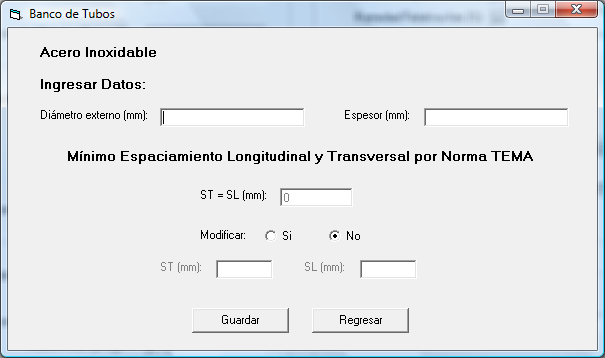 Banco de Tubos
Acero Inoxidable
Ingresar Datos:
Diámetro externo (mm): Espesor (mm):
Mínimo Espaciamiento Longitudinal y Transversal por Norma TEMA
ST = SL (mm): 0
Modificar: Si No
ST (mm): SL (mm):
Guardar Regresar